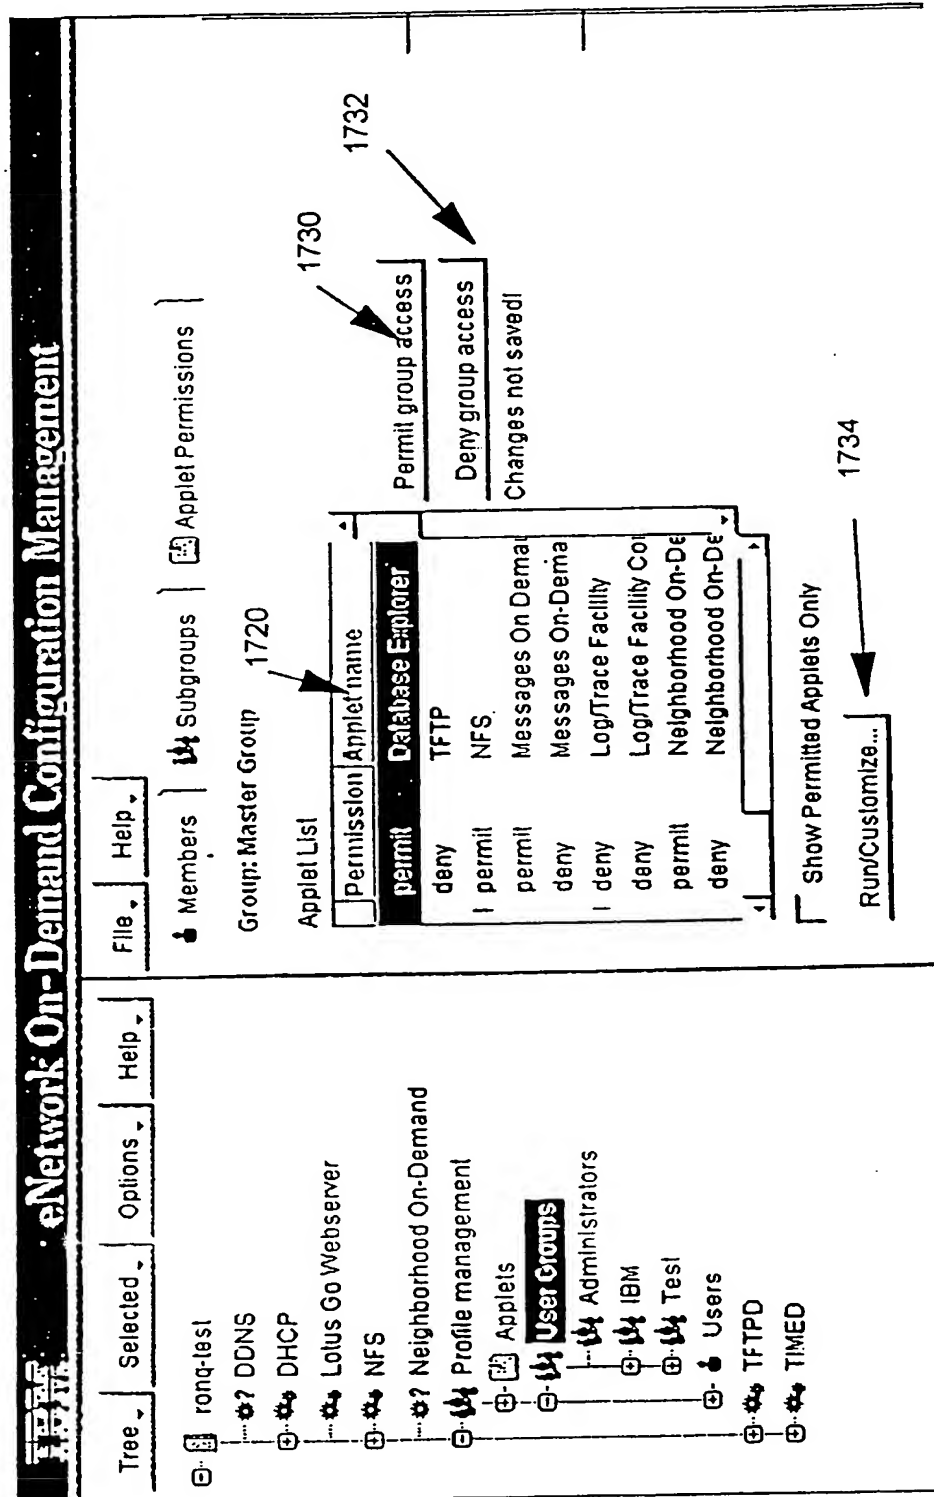 IBM eNetwork On-Demand Configuration Management
Tree Selected Options Help
ronq-test
? DDNS
DHCP
Lotus Go Webserver
NFS
? Neighborhood On-Demand
Profile management
Applets
User Groups
Administrators
IBM
Test
Users
TFTPD
TIMED
File Help
Members Subgroups Applet Permissions
Group: Master Group
1720
Applet List
Permission Applet name
permit Database Explorer
deny TFTP
permit NFS
permit Messages On Demar
deny Messages On-Dema
deny Log/Trace Facility
deny Log/Trace Facility Cor
permit Neighborhood On-De
deny Neighborhood On-De
1730
1732
Permit group access
Deny group access
Changes not saved!
Show Permitted Applets Only
Run/Customize...
1734